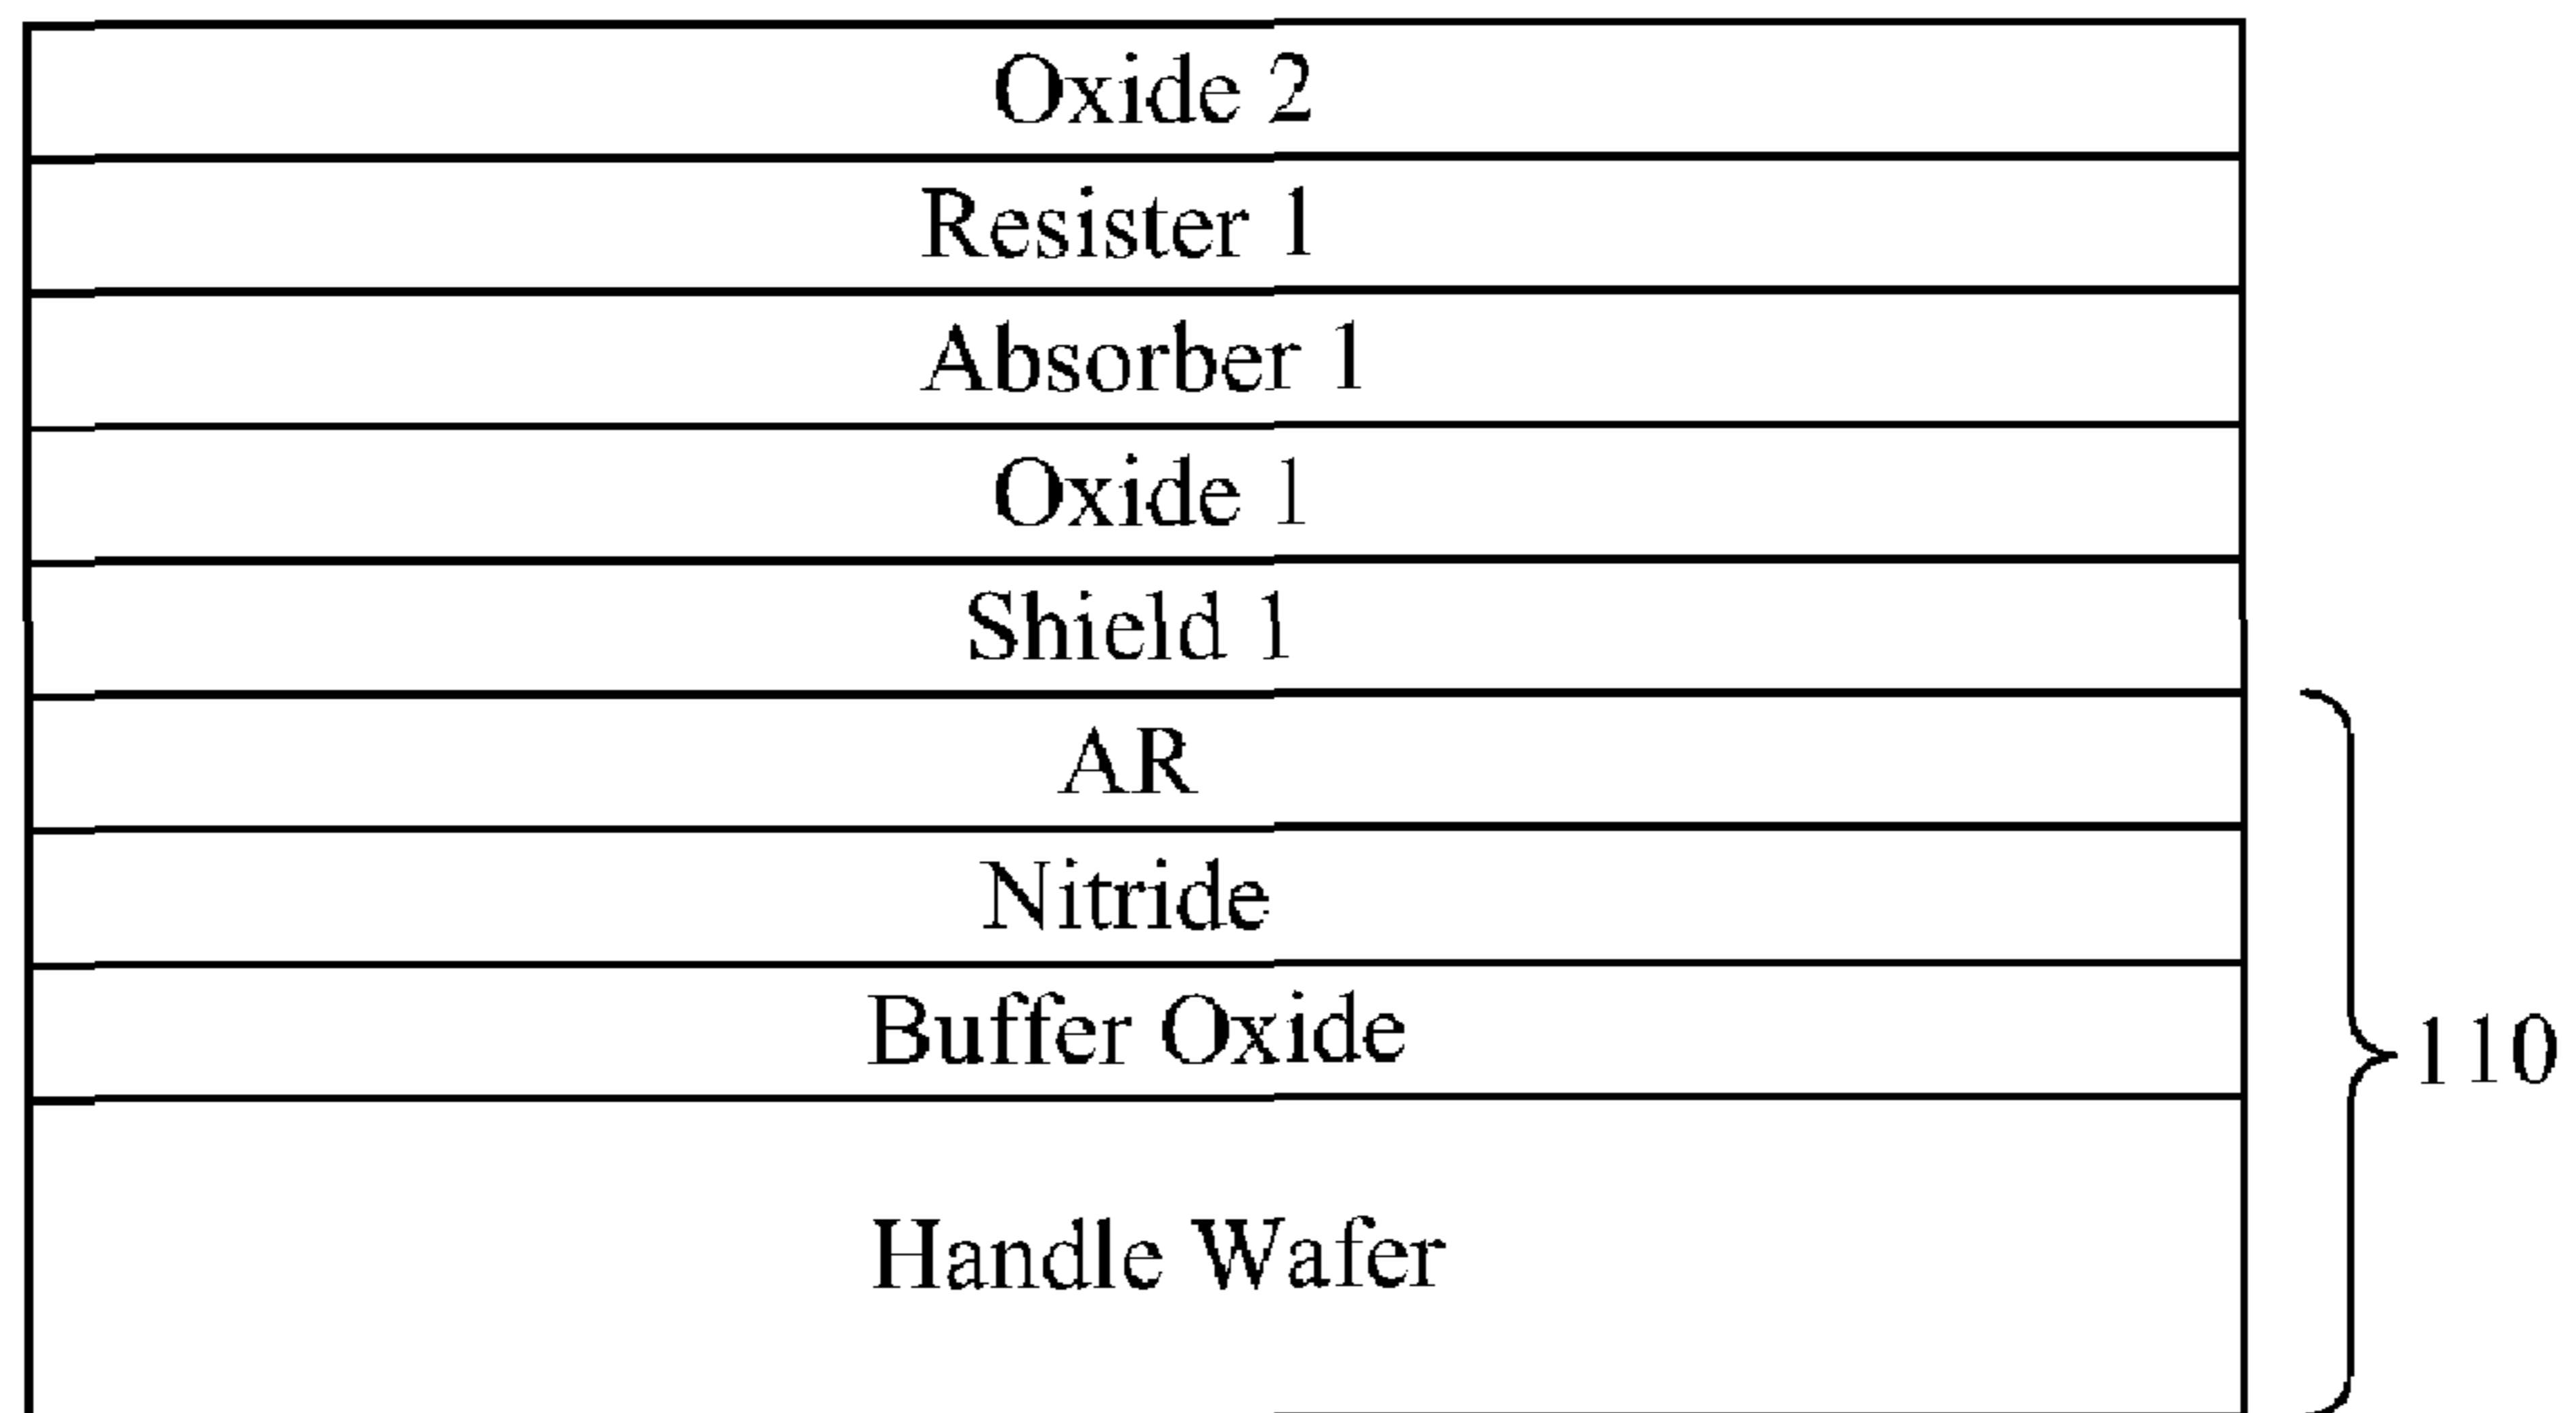 Oxide 2
Resister 1
Absorber 1
Oxide 1
Shield 1
AR
Nitride
Buffer Oxide
110
Handle Wafer